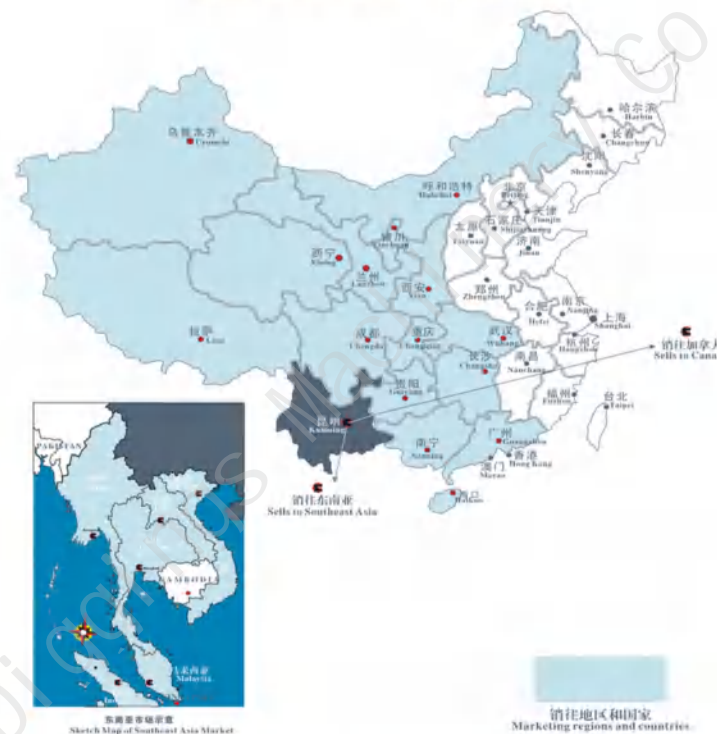 哈尔滨
Harbin
长春
Changchun
沈阳
Shenyang
乌鲁木齐
Urumchi
呼和浩特
北京
Beijing
天津
Tianjin
石家庄
太原
Taiyuan
济南
Jinan
银川
西宁
Xining
兰州
Lanzhou
西安
Xian
郑州
Zhengzhou
合肥
Hefei
南京
Nanjing
上海
Shanghai
杭州
Hangzhou
拉萨
成都
重庆
武汉
长沙
南昌
Nanchang
贵阳
Guiyang
福州
Fuzhou
台北
Taipei
昆明
Kunming
南宁
Nanning
广州
Guangzhou
香港
Hong Kong
澳门
Macao
海口
销往加拿大
Sells to Cana
销往东南亚
Sells to Southeast Asia
PAKISTAN
CAMBODIA
马来西亚
Malaysia
东南亚市场示意
Sketch Map of Southeast Asia Market
销往地区和国家
Marketing regions and countries